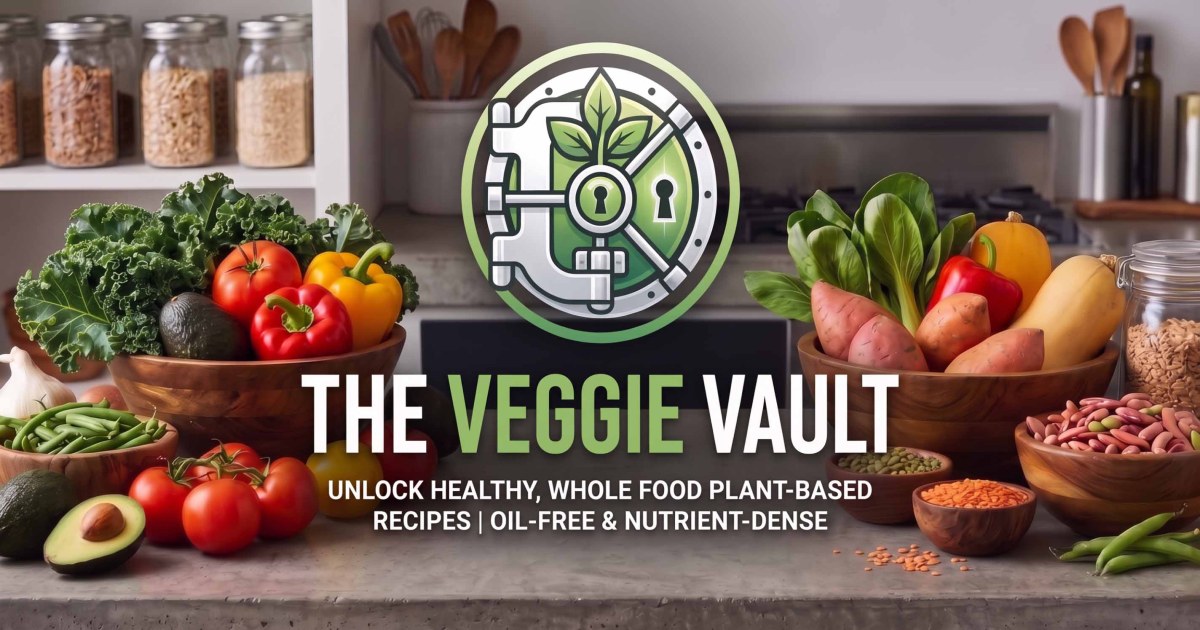 THE VEGGIE VAULT
UNLOCK HEALTHY, WHOLE FOOD PLANT-BASED
RECIPES | OIL-FREE & NUTRIENT-DENSE